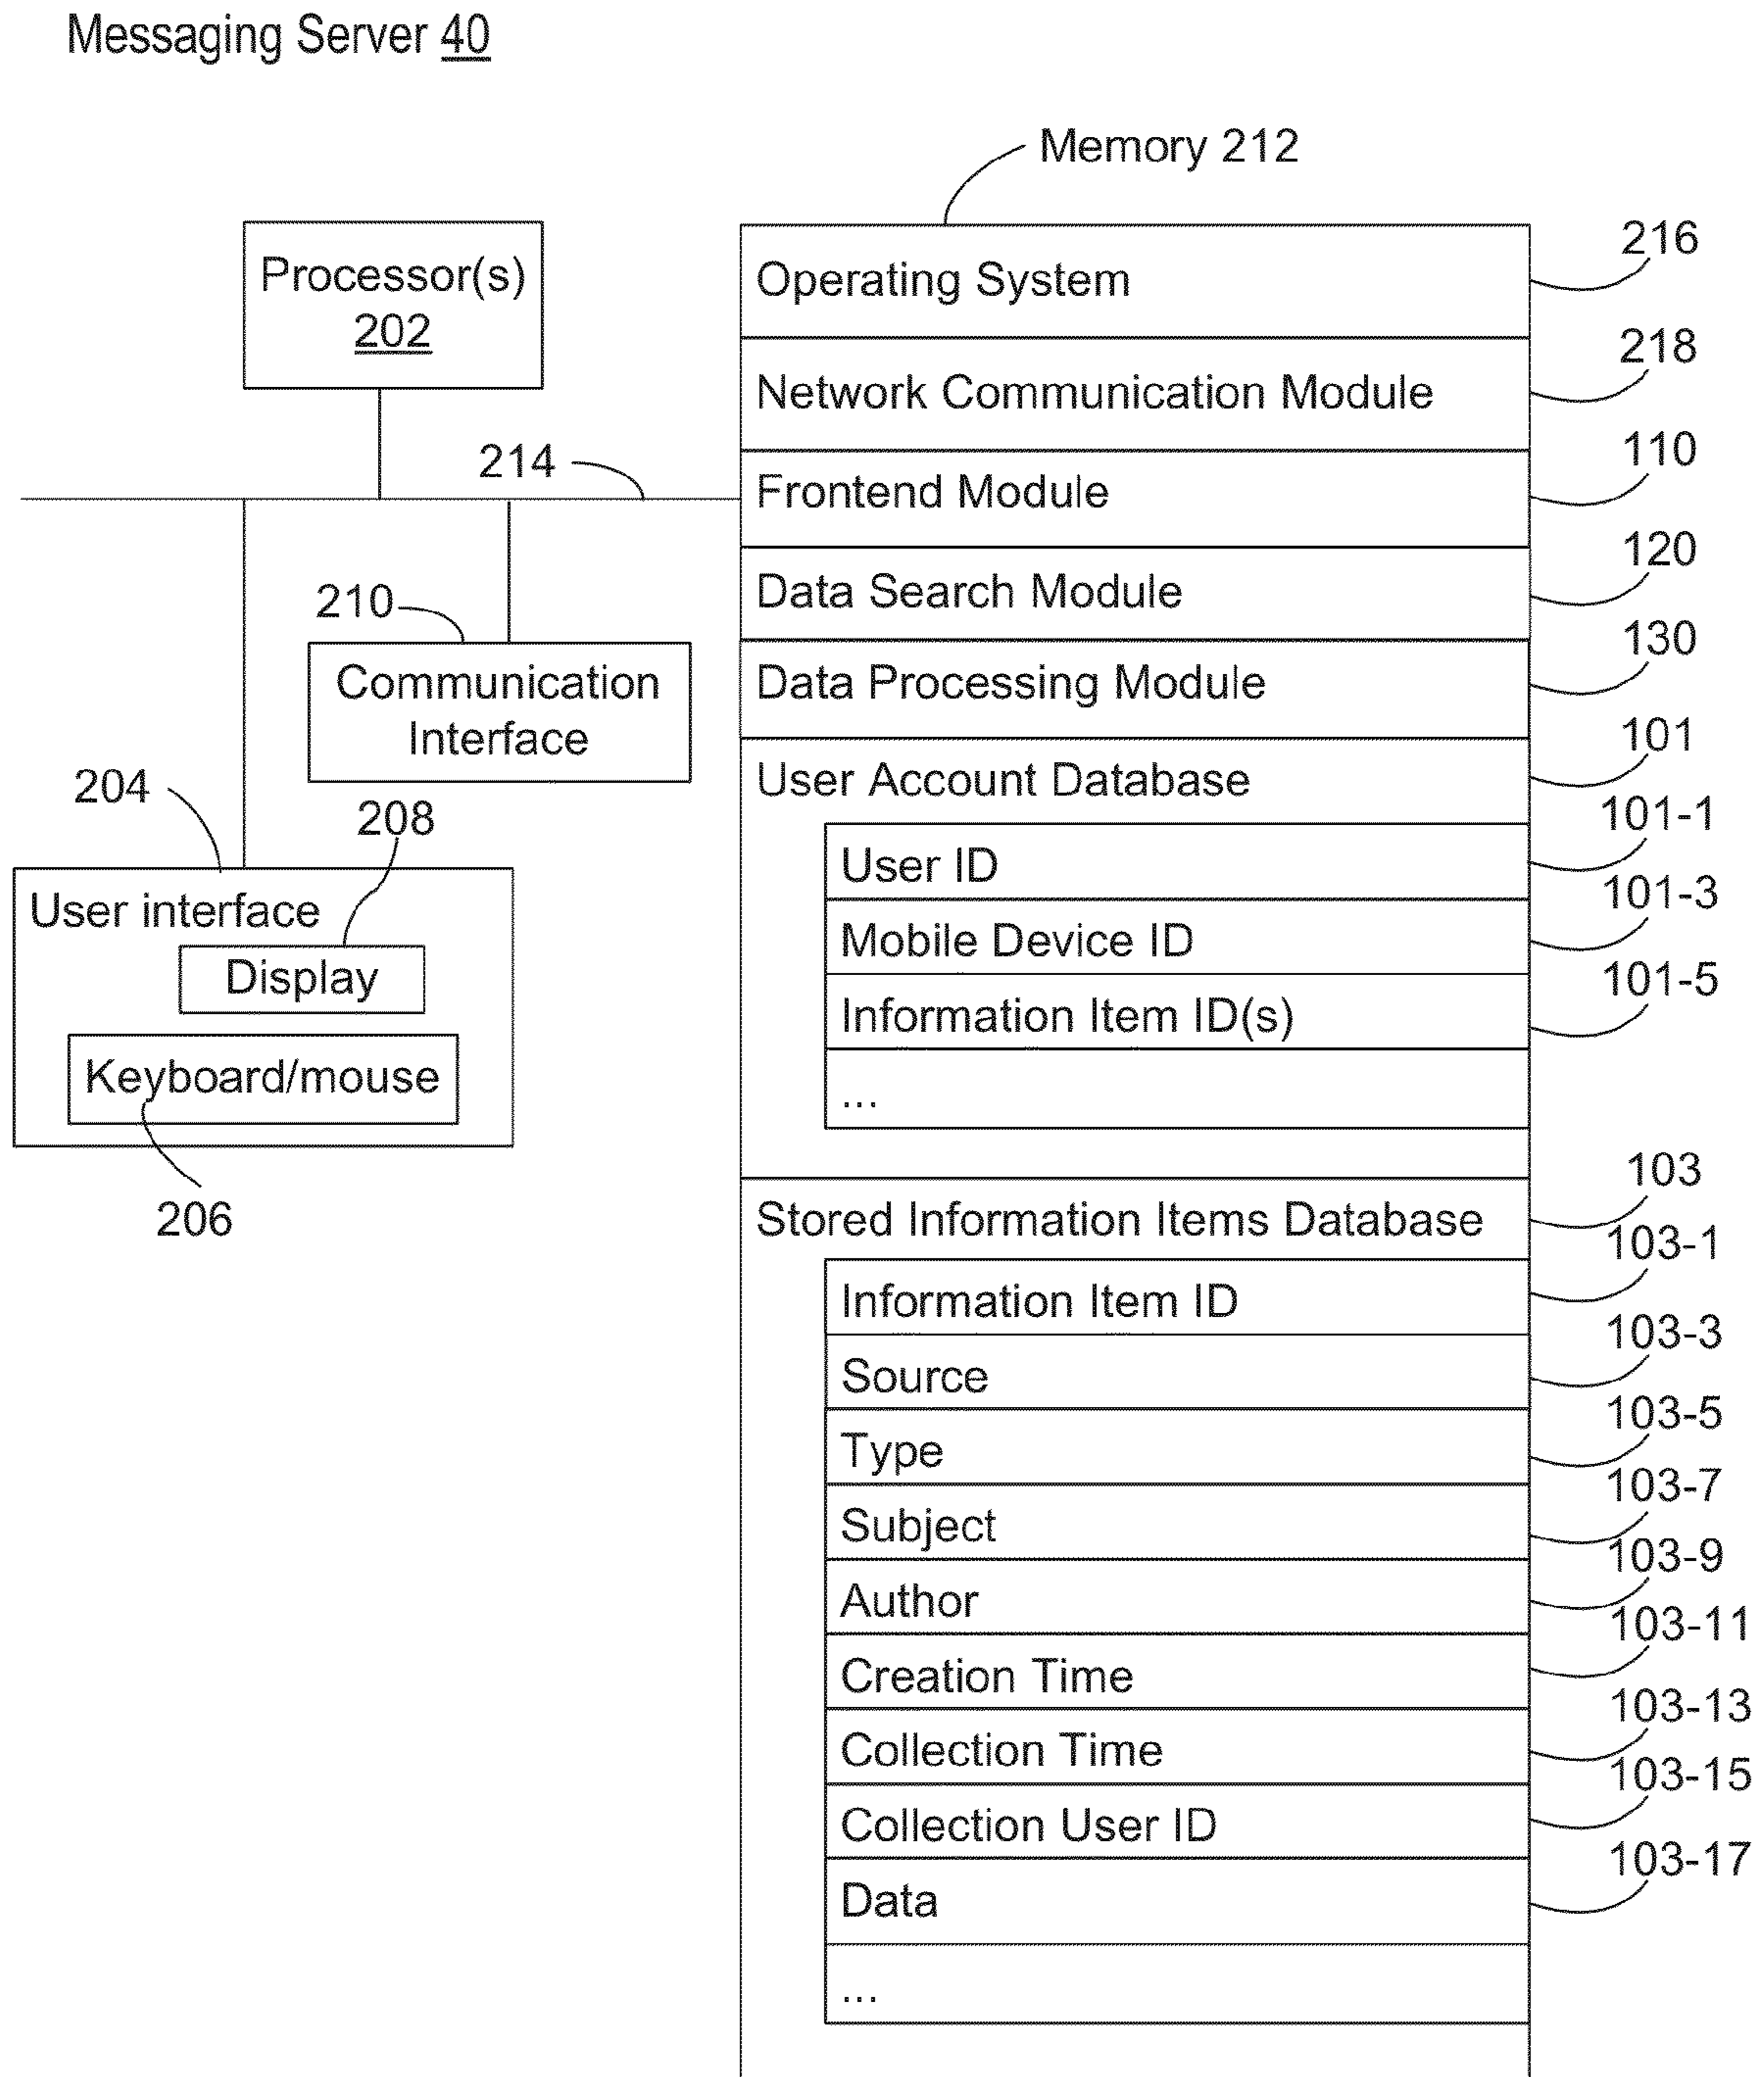 Messaging Server 40
Memory 212
Processor(s)
202
214
210
Communication
Interface
204
User interface
208
Display
Keyboard/mouse
206
Operating System
216
Network Communication Module
218
Frontend Module
110
Data Search Module
120
Data Processing Module
130
User Account Database
101
User ID
101-1
Mobile Device ID
101-3
Information Item ID(s)
101-5
...
Stored Information Items Database
103
Information Item ID
103-1
Source
103-3
Type
103-5
Subject
103-7
Author
103-9
Creation Time
103-11
Collection Time
103-13
Collection User ID
103-15
Data
103-17
...